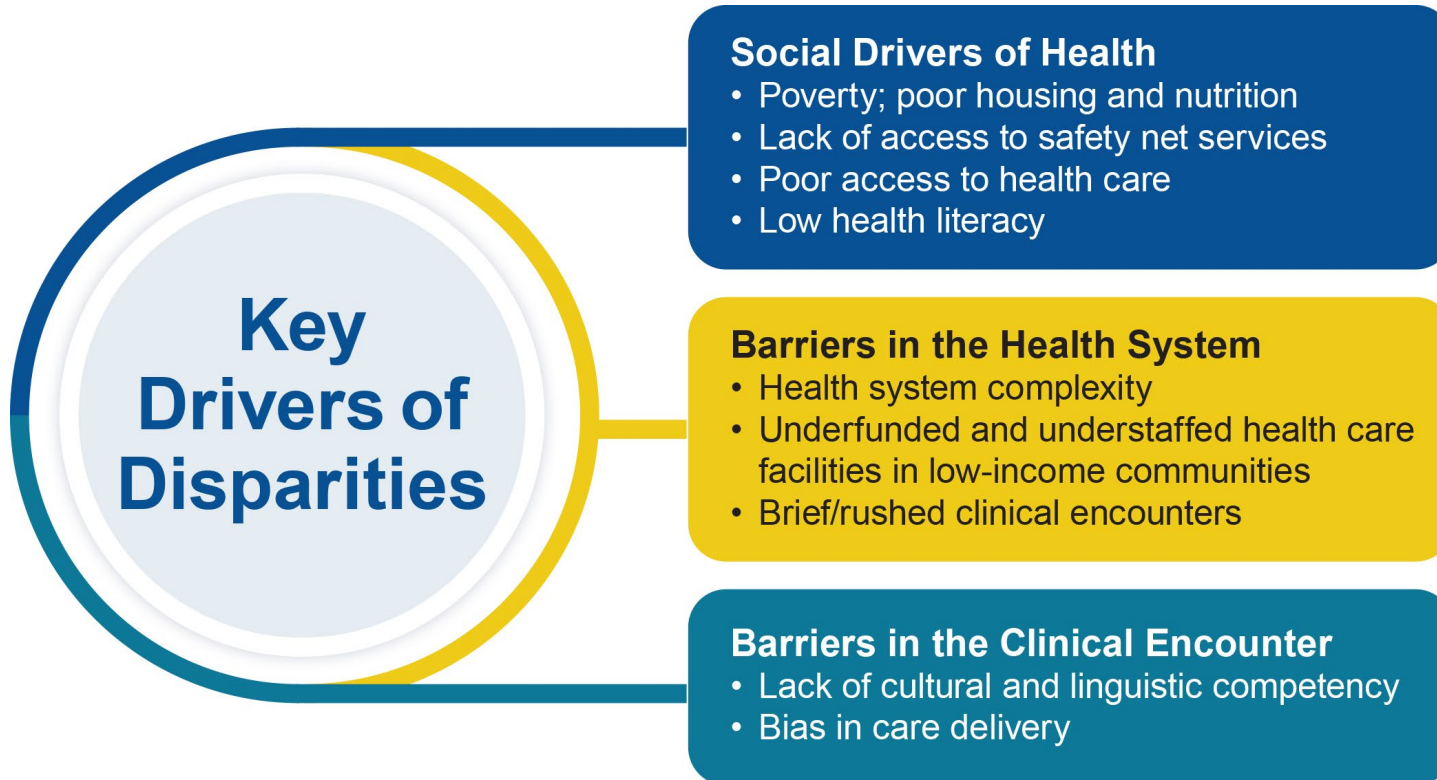 Key
Drivers of
Disparities
Social Drivers of Health
• Poverty; poor housing and nutrition
• Lack of access to safety net services
• Poor access to health care
• Low health literacy
Barriers in the Health System
• Health system complexity
• Underfunded and understaffed health care
facilities in low-income communities
• Brief/rushed clinical encounters
Barriers in the Clinical Encounter
• Lack of cultural and linguistic competency
• Bias in care delivery